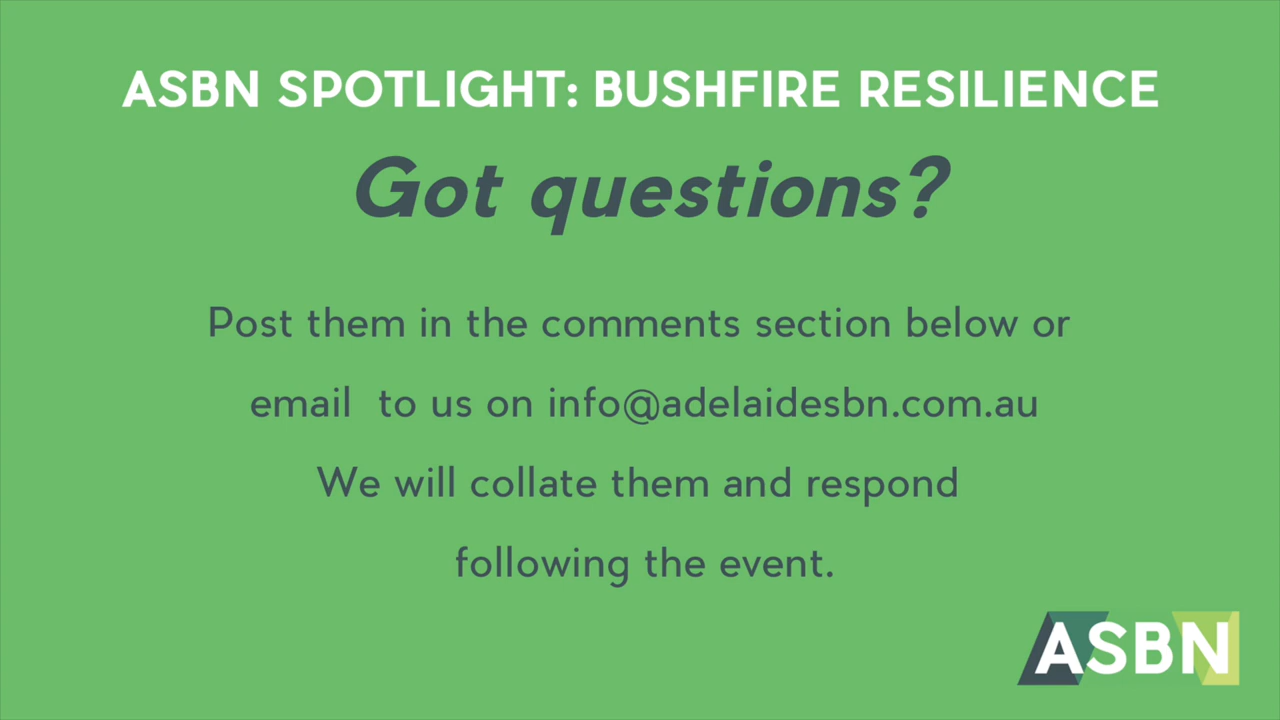 ASBN SPOTLIGHT: BUSHFIRE RESILIENCE
Got questions?
Post them in the comments section below or
email  to us on info@adelaidesbn.com.au
We will collate them and respond
following the event.
ASBN